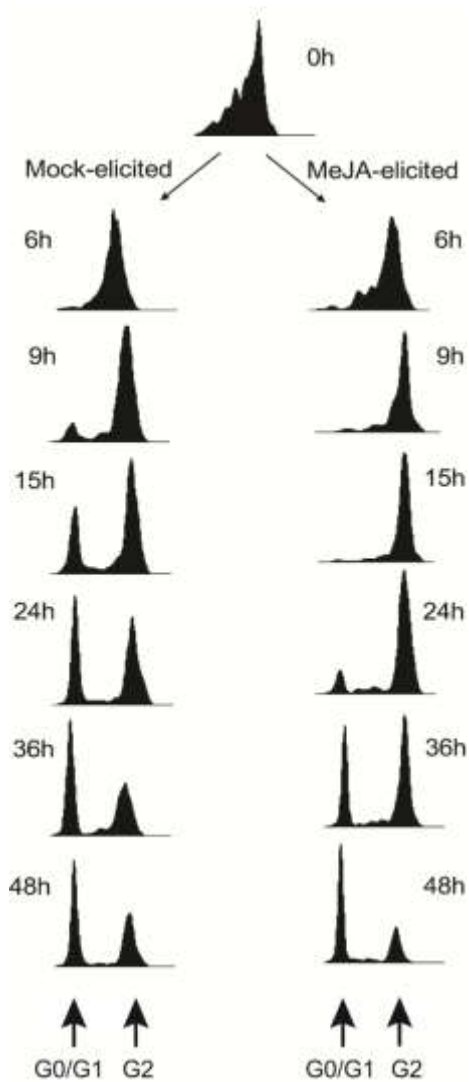 0h
Mock-elicited MeJA-elicited
6h 6h
9h 9h
15h 15h
24h 24h
36h 36h
48h 48h
G0/G1 G2 G0/G1 G2